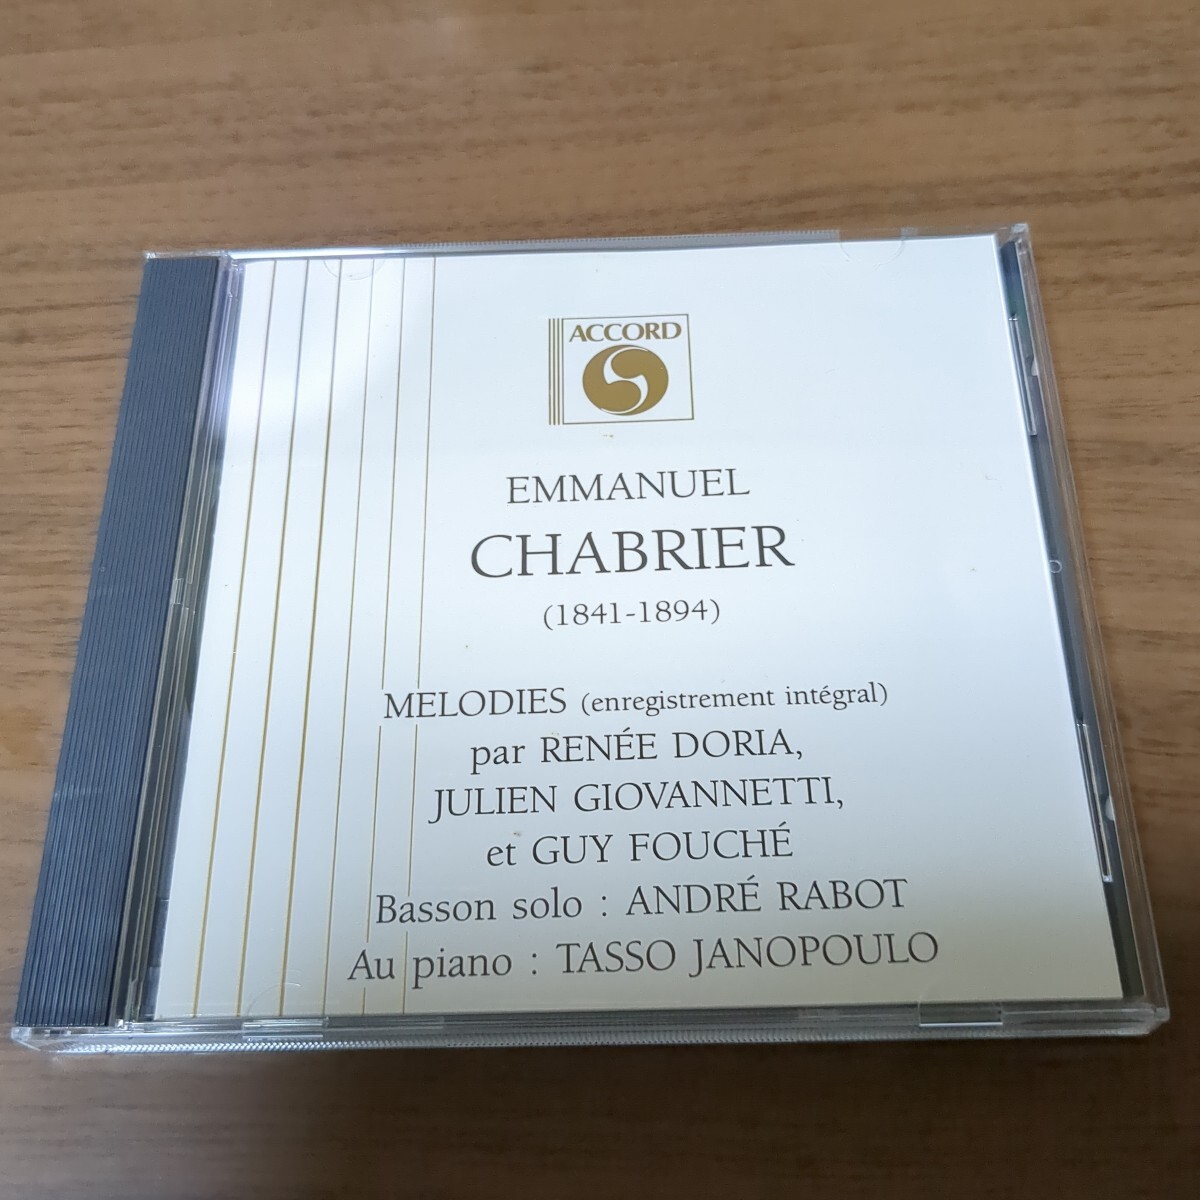 ACCORD
EMMANUEL
CHABRIER
(1841-1894)
MELODIES (enregistrement intégral)
par RENÉE DORIA,
JULIEN GIOVANNETTI,
et GUY FOUCHÉ
Basson solo : ANDRÉ RABOT
Au piano : TASSO JANOPOULO